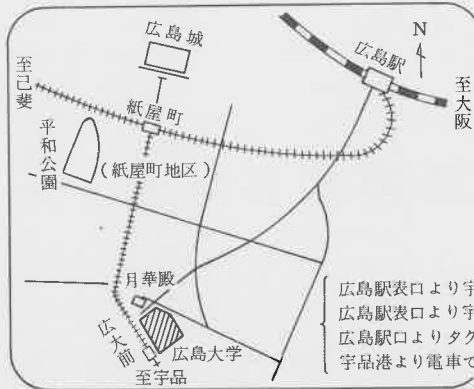 広島城
N
広島駅
至己斐
至大阪
紙屋町
平和公園
(紙屋町地区)
月華殿
広大前
広島大学
至宇品
広島駅表口より宇
広島駅表口より宇
広島駅口よりタク
宇品港より電車で